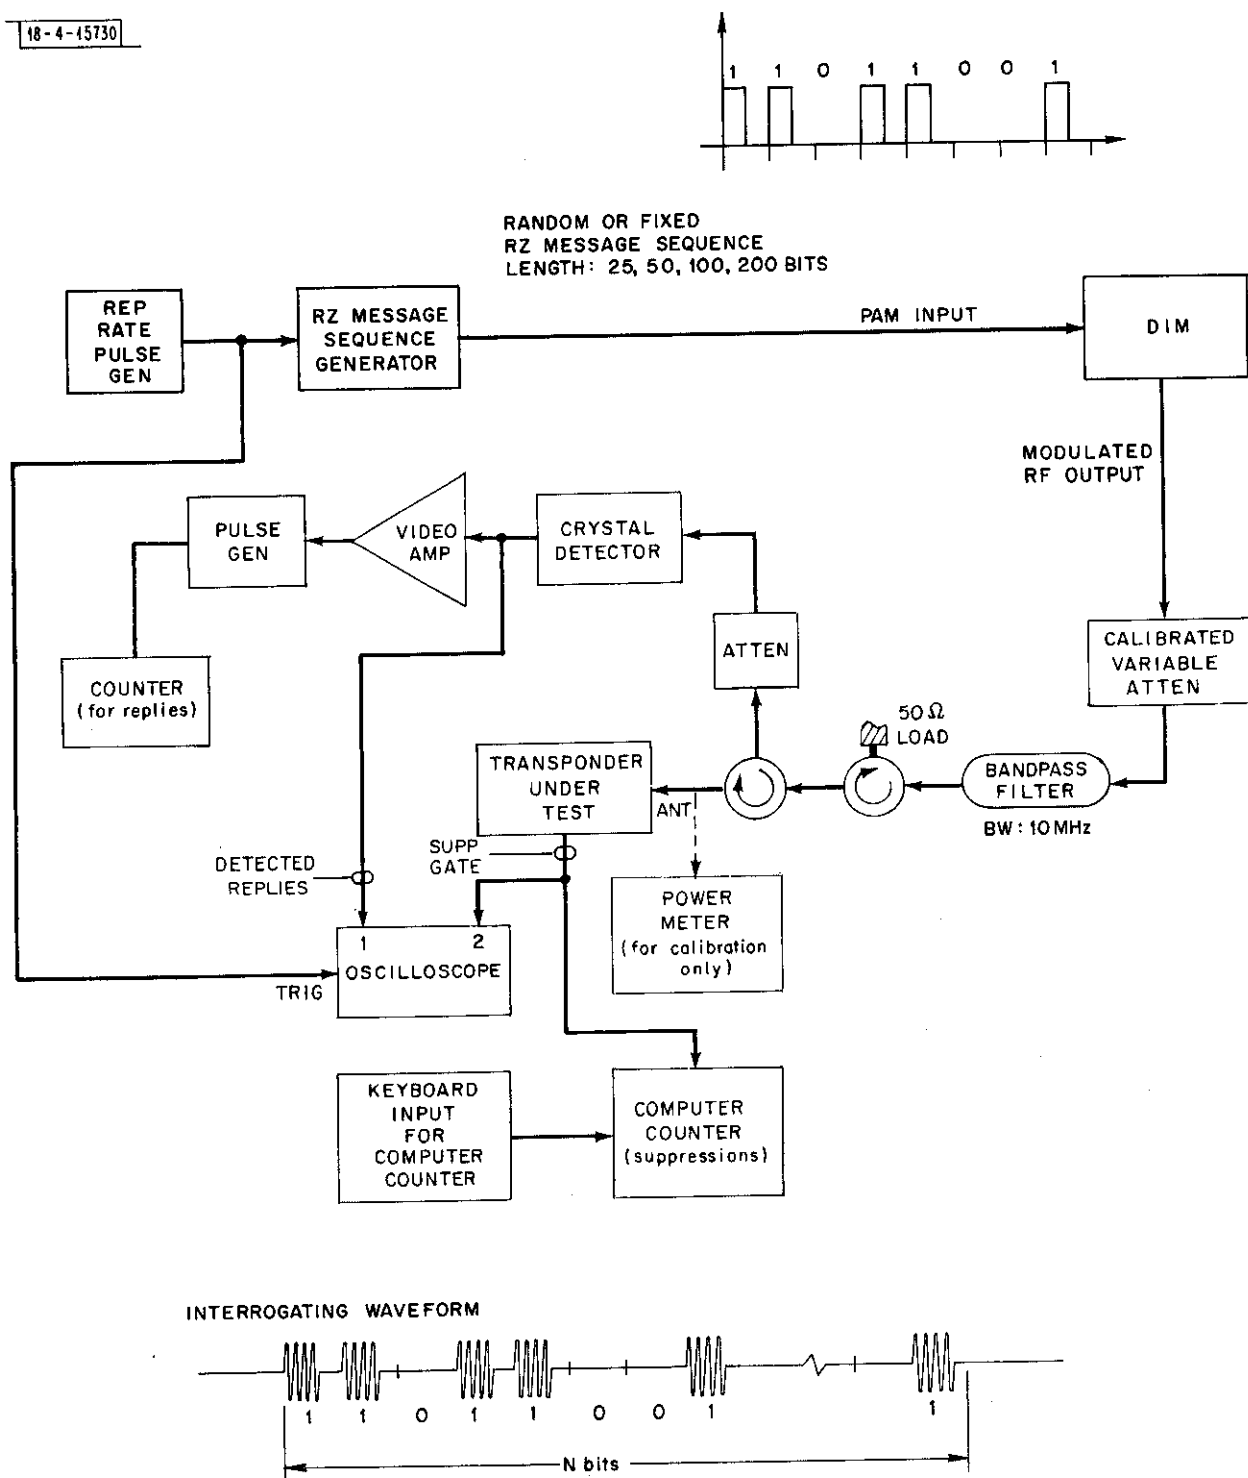 18-4-15730
1 1 0 1 1 0 0 1
RANDOM OR FIXED
RZ MESSAGE SEQUENCE
LENGTH: 25, 50, 100, 200 BITS
REP
RATE
PULSE
GEN
RZ MESSAGE
SEQUENCE
GENERATOR
PAM INPUT
DIM
MODULATED
RF OUTPUT
PULSE
GEN
VIDEO
AMP
CRYSTAL
DETECTOR
ATTEN
CALIBRATED
VARIABLE
ATTEN
COUNTER
(for replies)
50 Ω
LOAD
TRANSPONDER
UNDER
TEST
ANT
BANDPASS
FILTER
BW: 10 MHz
SUPP
GATE
DETECTED
REPLIES
POWER
METER
(for calibration
only)
1 2
OSCILLOSCOPE
TRIG
KEYBOARD
INPUT
FOR
COMPUTER
COUNTER
COMPUTER
COUNTER
(suppressions)
INTERROGATING WAVEFORM
1 1 0 1 1 0 0 1 1
N bits